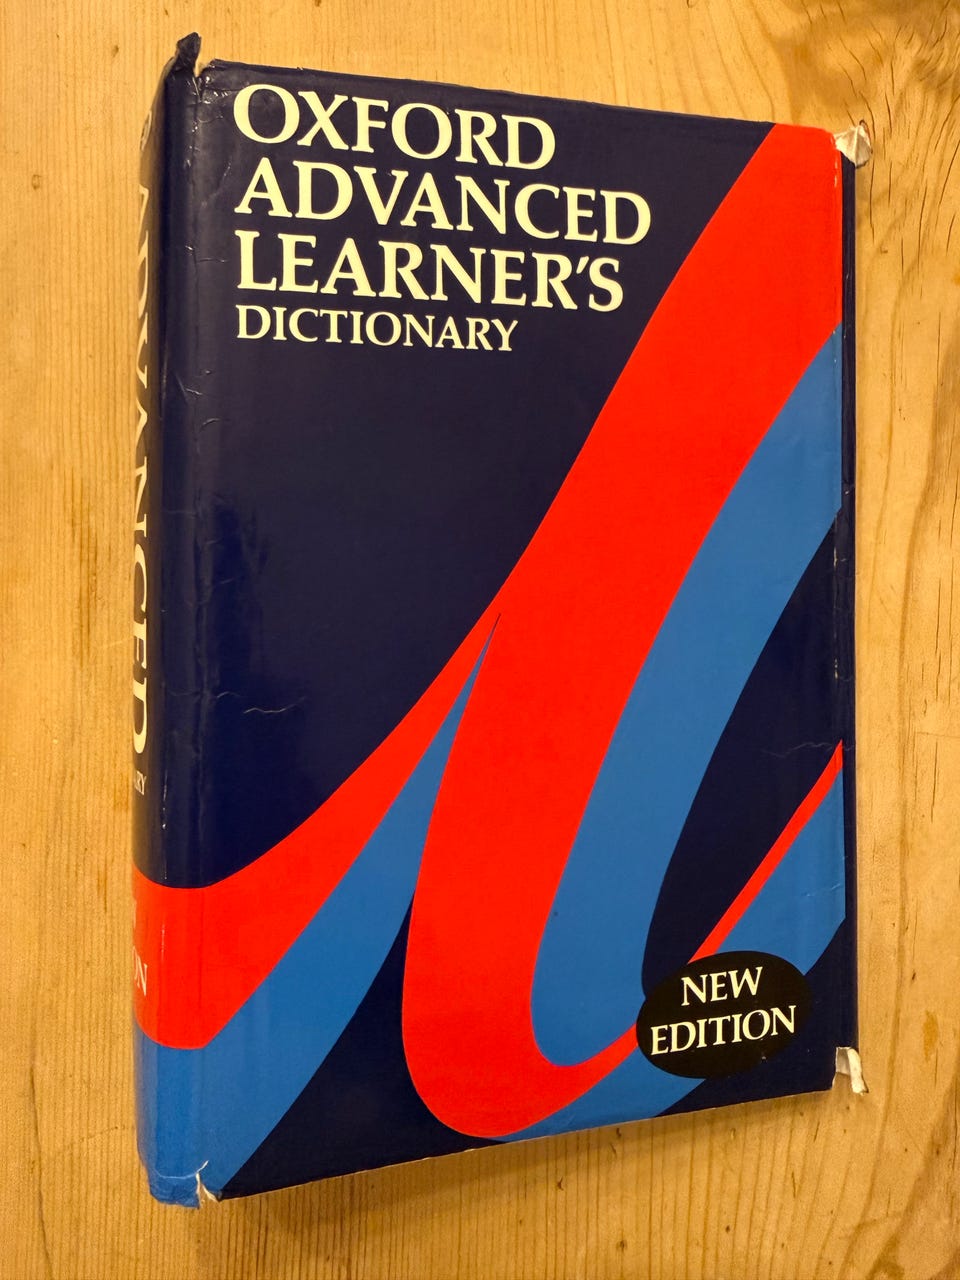 OXFORD
ADVANCED
LEARNER'S
DICTIONARY
NEW
EDITION
ADVANCED